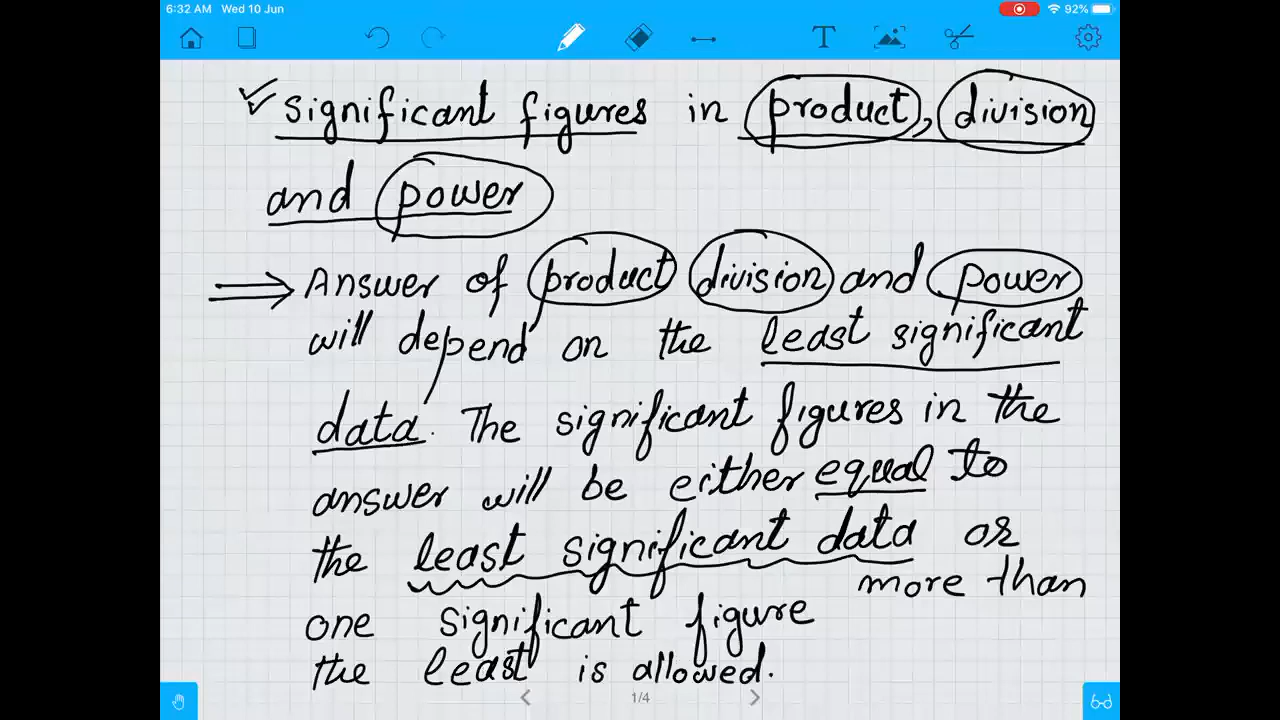 6:32 AM Wed 10 Jun 92%
T
significant figures in product, division
and power
Answer of product division and power
will depend on the least significant
data. The significant figures in the
answer will be either equal to
the least significant data or
more than
one significant figure
the least is allowed.
1/4